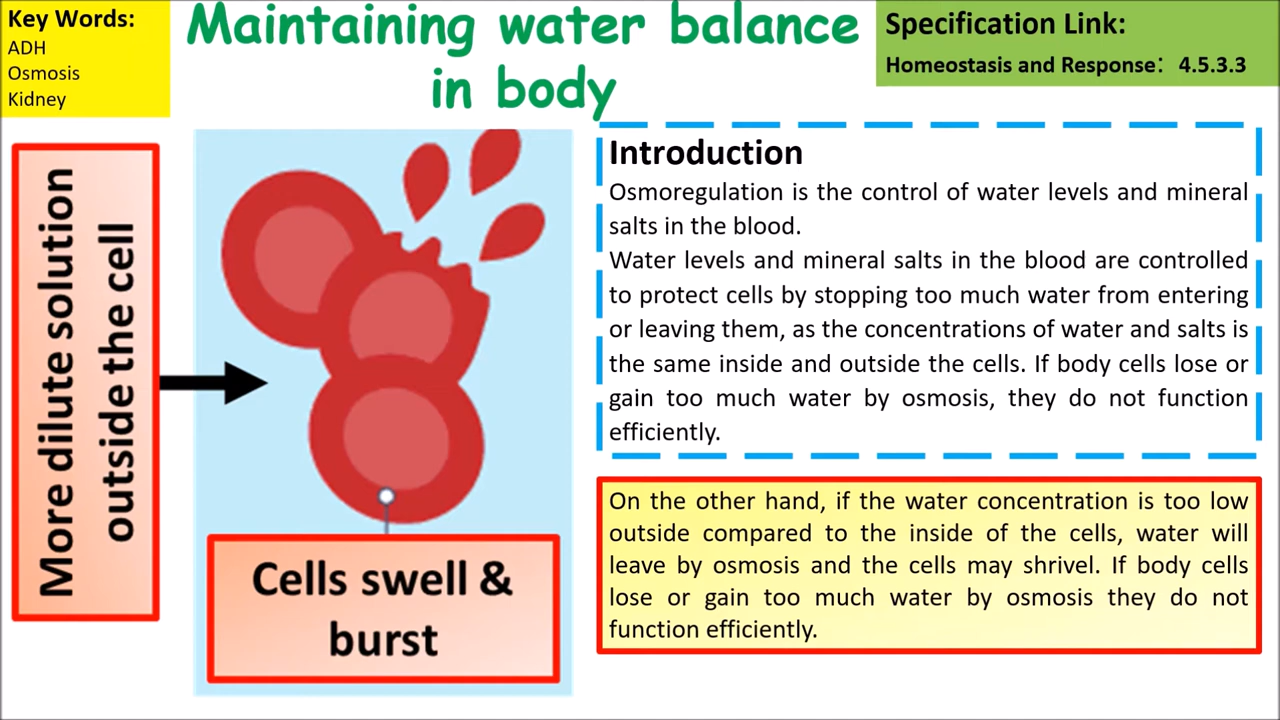 Key Words:
ADH
Osmosis
Kidney
Maintaining water balance
in body
Specification Link:
Homeostasis and Response: 4.5.3.3
More dilute solution
outside the cell
Cells swell &
burst
Introduction
Osmoregulation is the control of water levels and mineral
salts in the blood.
Water levels and mineral salts in the blood are controlled
to protect cells by stopping too much water from entering
or leaving them, as the concentrations of water and salts is
the same inside and outside the cells. If body cells lose or
gain too much water by osmosis, they do not function
efficiently.
On the other hand, if the water concentration is too low
outside compared to the inside of the cells, water will
leave by osmosis and the cells may shrivel. If body cells
lose or gain too much water by osmosis they do not
function efficiently.